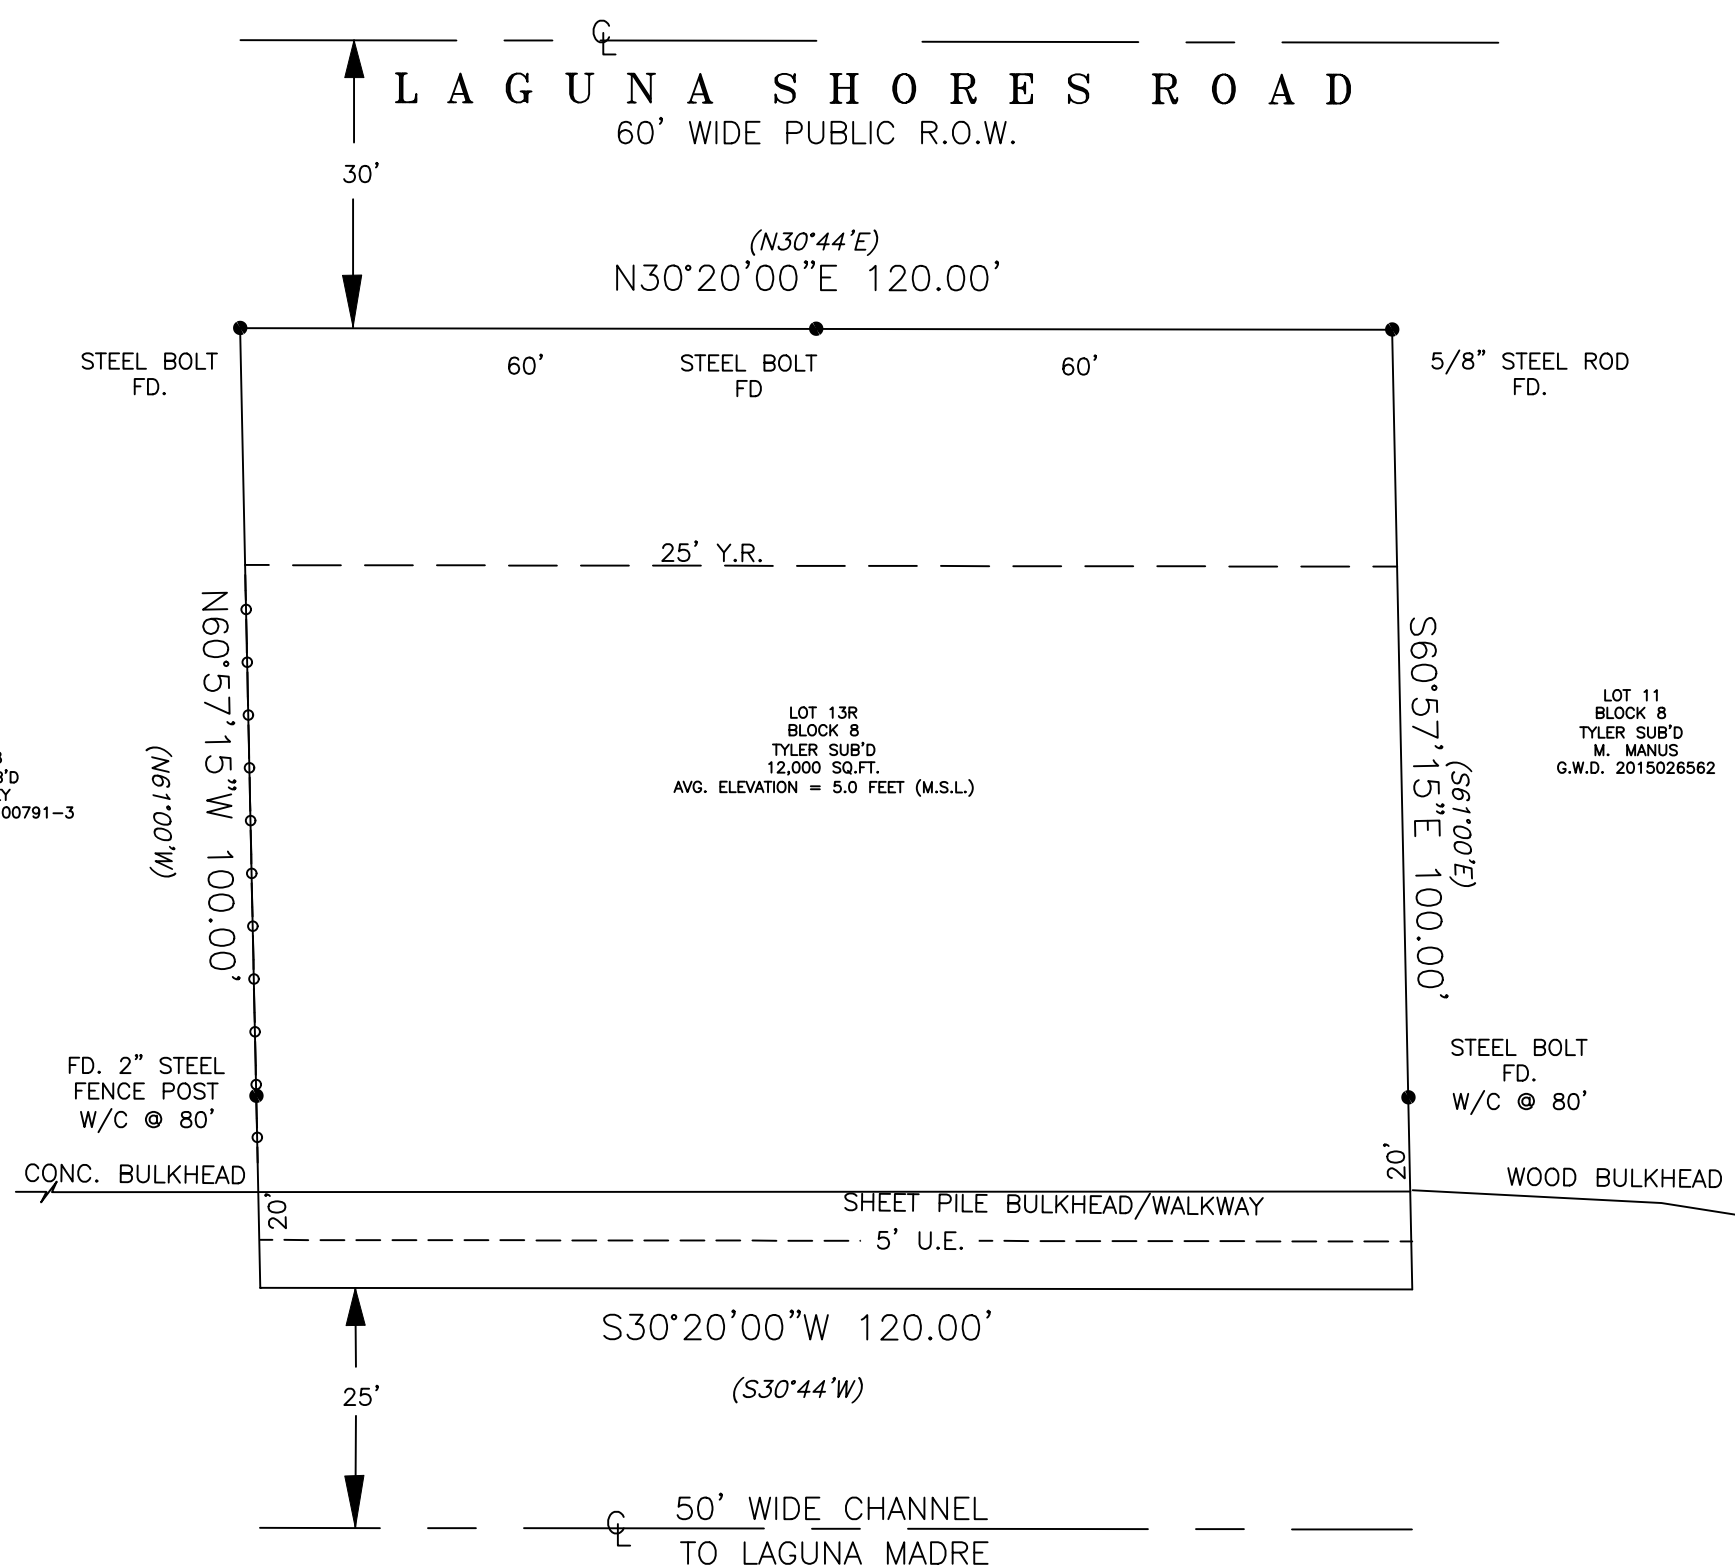 ℄
LAGUNA SHORES ROAD
60' WIDE PUBLIC R.O.W.
30'
(N30°44'E)
N30°20'00"E 120.00'
STEEL BOLT
FD.
60'
STEEL BOLT
FD
60'
5/8" STEEL ROD
FD.
25' Y.R.
N60°57'15"W 100.00'
(N61°00'W)
S60°57'15"E 100.00'
(S61°00'E)
LOT 13R
BLOCK 8
TYLER SUB'D
12,000 SQ.FT.
AVG. ELEVATION = 5.0 FEET (M.S.L.)
LOT 11
BLOCK 8
TYLER SUB'D
M. MANUS
G.W.D. 2015026562
'D
Y
00791-3
FD. 2" STEEL
FENCE POST
W/C @ 80'
STEEL BOLT
FD.
W/C @ 80'
CONC. BULKHEAD
20'
20'
WOOD BULKHEAD
SHEET PILE BULKHEAD/WALKWAY
5' U.E.
S30°20'00"W 120.00'
(S30°44'W)
25'
50' WIDE CHANNEL
℄
TO LAGUNA MADRE